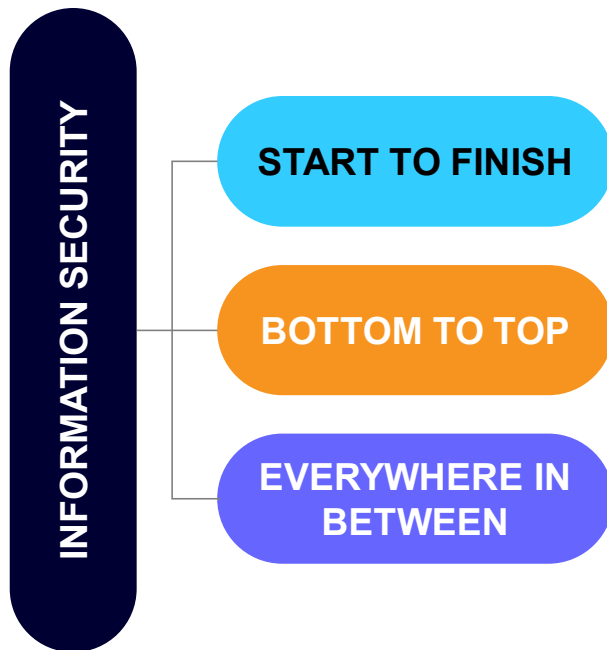 INFORMATION SECURITY
START TO FINISH
BOTTOM TO TOP
EVERYWHERE IN
BETWEEN